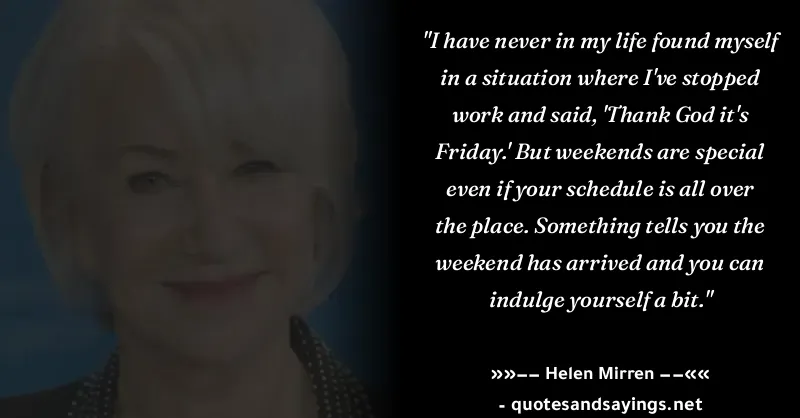 "I have never in my life found myself
in a situation where I've stopped
work and said, 'Thank God it's
Friday.' But weekends are special
even if your schedule is all over
the place. Something tells you the
weekend has arrived and you can
indulge yourself a bit."
»»−− Helen Mirren −−««
- quotesandsayings.net